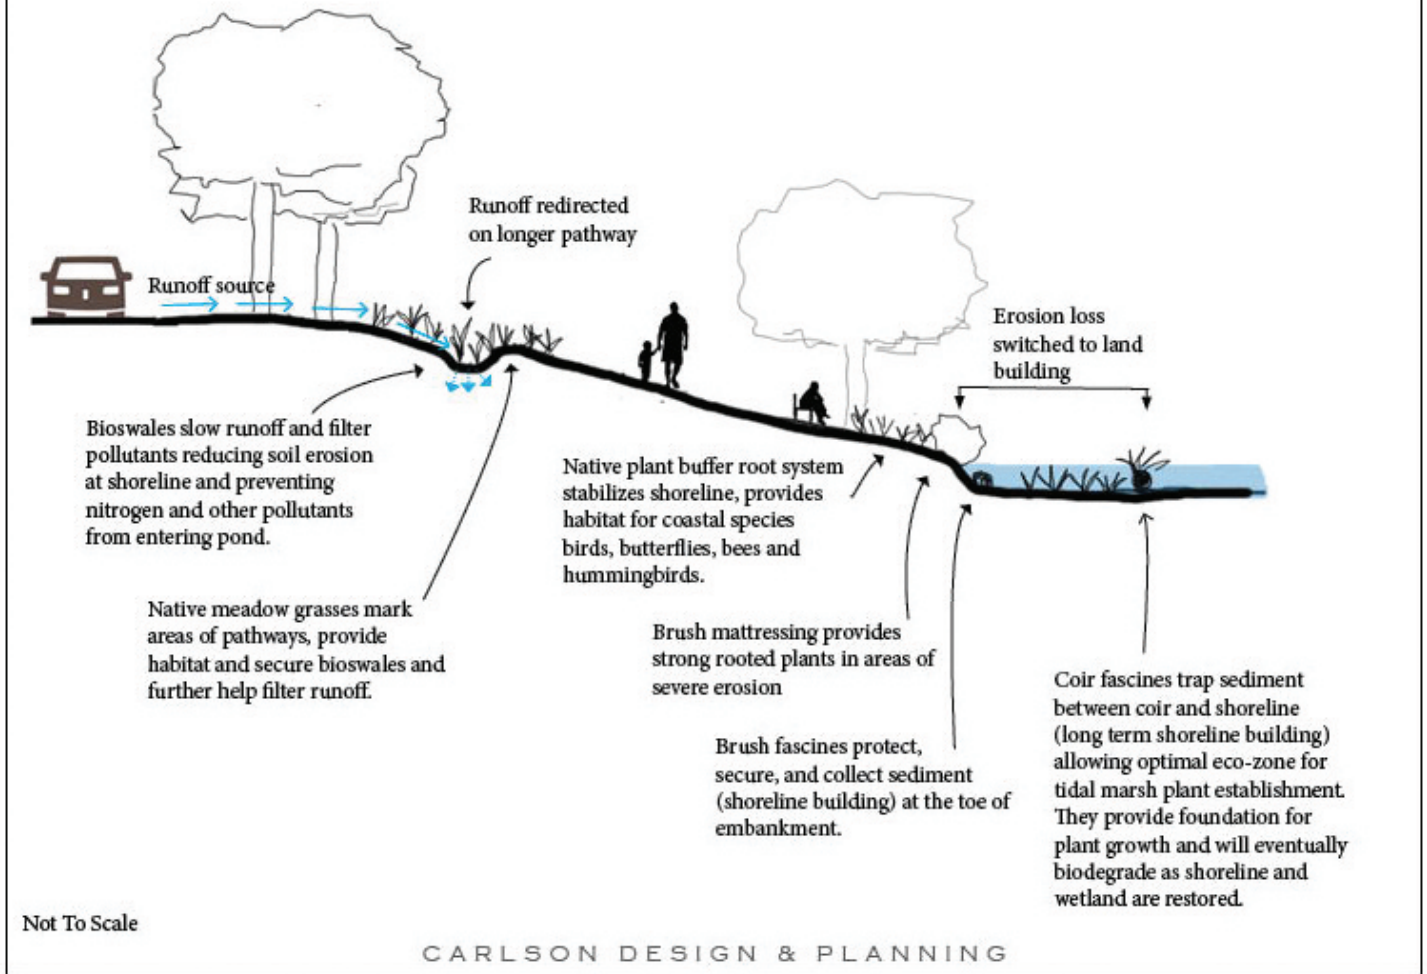 Runoff redirected
on longer pathway
Runoff source
Erosion loss
switched to land
building
Bioswales slow runoff and filter
pollutants reducing soil erosion
at shoreline and preventing
nitrogen and other pollutants
from entering pond.
Native plant buffer root system
stabilizes shoreline, provides
habitat for coastal species
birds, butterflies, bees and
hummingbirds.
Native meadow grasses mark
areas of pathways, provide
habitat and secure bioswales and
further help filter runoff.
Brush mattressing provides
strong rooted plants in areas of
severe erosion
Brush fascines protect,
secure, and collect sediment
(shoreline building) at the toe of
embankment.
Coir fascines trap sediment
between coir and shoreline
(long term shoreline building)
allowing optimal eco-zone for
tidal marsh plant establishment.
They provide foundation for
plant growth and will eventually
biodegrade as shoreline and
wetland are restored.
Not To Scale
CARLSON DESIGN & PLANNING